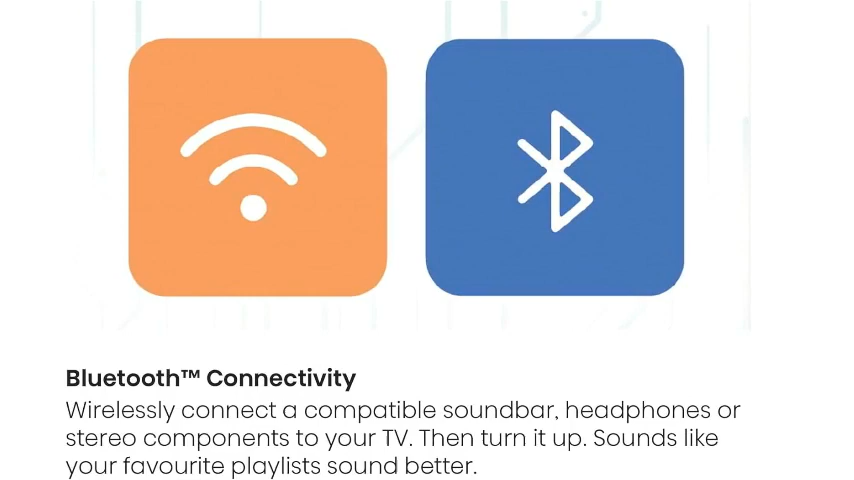 Bluetooth™ Connectivity
Wirelessly connect a compatible soundbar, headphones or
stereo components to your TV. Then turn it up. Sounds like
your favourite playlists sound better.